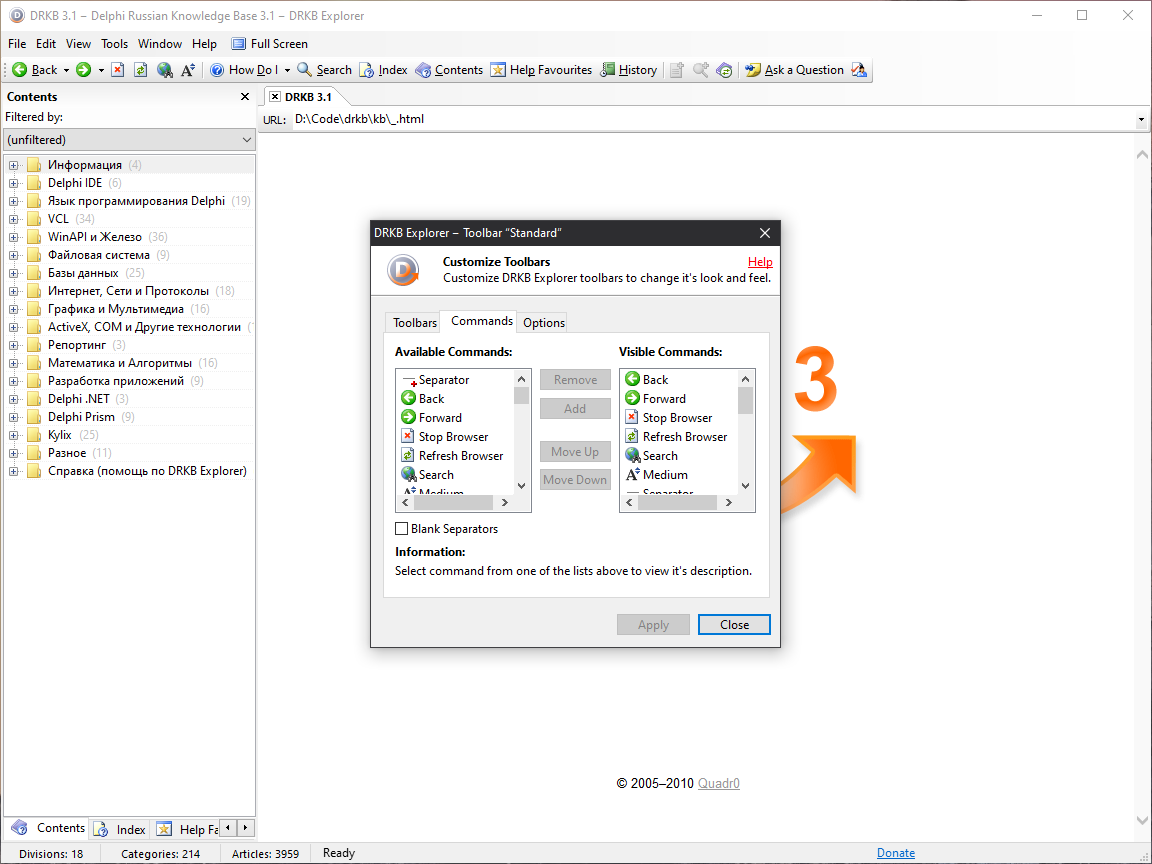 DRKB 3.1 – Delphi Russian Knowledge Base 3.1 – DRKB Explorer
File Edit View Tools Window Help Full Screen
Back How Do I Search Index Contents Help Favourites History Ask a Question
Contents
Filtered by:
(unfiltered)
Информация (4)
Delphi IDE (6)
Язык программирования Delphi (19)
VCL (34)
WinAPI и Железо (36)
Файловая система (9)
Базы данных (25)
Интернет, Сети и Протоколы (18)
Графика и Мультимедиа (16)
ActiveX, COM и Другие технологии (
Репортинг (3)
Математика и Алгоритмы (16)
Разработка приложений (9)
Delphi .NET (3)
Delphi Prism (9)
Kylix (25)
Разное (11)
Справка (помощь по DRKB Explorer)
Contents Index Help Fa
DRKB 3.1
URL: D:\Code\drkb\kb\_.html
DRKB Explorer – Toolbar "Standard"
Customize Toolbars
Help
Customize DRKB Explorer toolbars to change it's look and feel.
Toolbars Commands Options
Available Commands:
Separator
Back
Forward
Stop Browser
Refresh Browser
Search
Medium
Remove
Add
Move Up
Move Down
Visible Commands:
Back
Forward
Stop Browser
Refresh Browser
Search
Medium
Separator
Blank Separators
Information:
Select command from one of the lists above to view it's description.
Apply Close
3
© 2005–2010 Quadr0
Divisions: 18 Categories: 214 Articles: 3959 Ready Donate